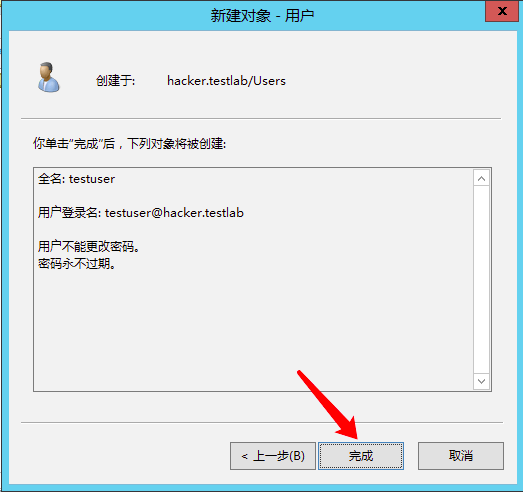 新建对象 - 用户
x
创建于: hacker.testlab/Users
你单击“完成”后，下列对象将被创建:
全名: testuser
用户登录名: testuser@hacker.testlab
用户不能更改密码。
密码永不过期。
< 上一步(B) 完成 取消